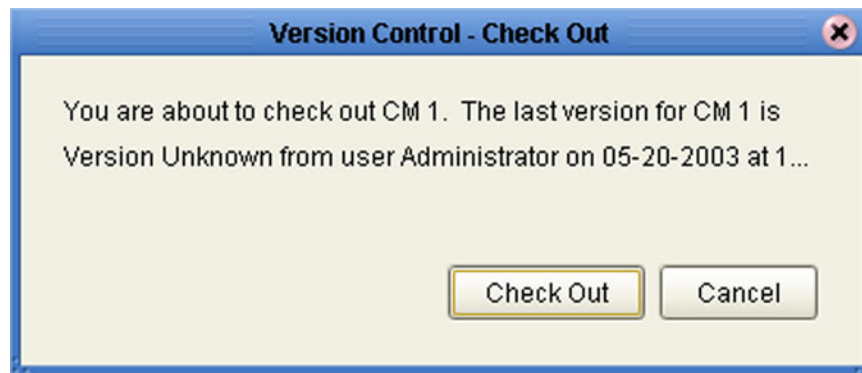 Version Control - Check Out
You are about to check out CM 1.  The last version for CM 1 is
Version Unknown from user Administrator on 05-20-2003 at 1...
Check Out
Cancel